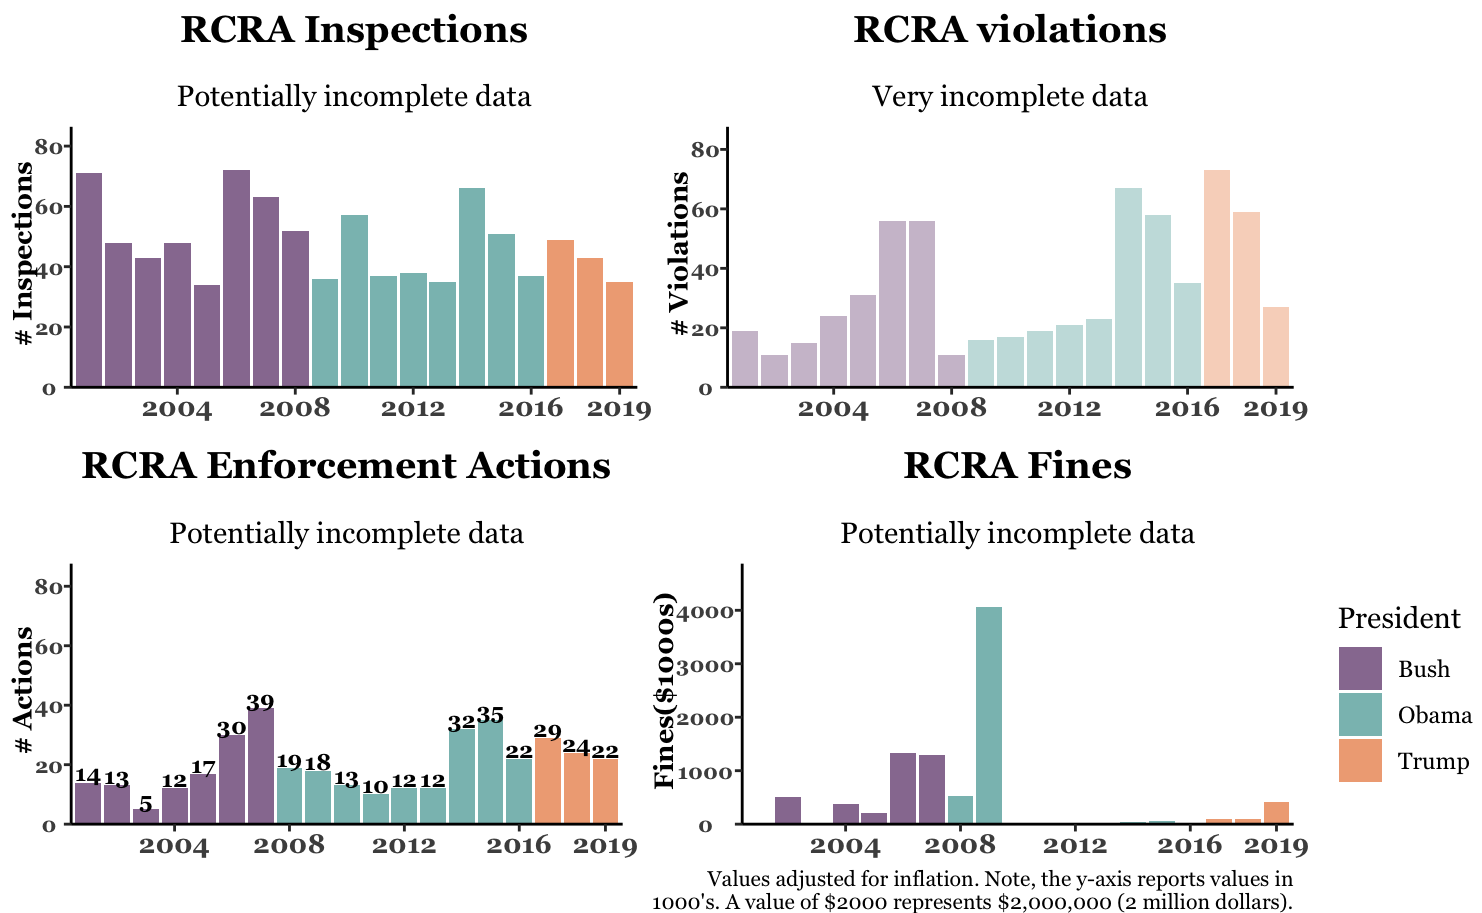 RCRA Inspections
Potentially incomplete data
# Inspections
80
60
40
20
0
2004 2008 2012 2016 2019
RCRA violations
Very incomplete data
# Violations
80
60
40
20
0
2004 2008 2012 2016 2019
RCRA Enforcement Actions
Potentially incomplete data
# Actions
80
60
40
20
0
14 13 5 12 17 30 39 19 18 13 10 12 12 32 35 22 29 24 22
2004 2008 2012 2016 2019
RCRA Fines
Potentially incomplete data
Fines($1000s)
4000
3000
2000
1000
0
2004 2008 2012 2016 2019
President
Bush
Obama
Trump
Values adjusted for inflation. Note, the y-axis reports values in
1000's. A value of $2000 represents $2,000,000 (2 million dollars).